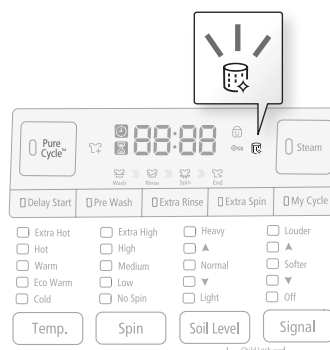 Pure Cycle™
88:88
Steam
Wash Rinse Spin End
Delay Start Pre Wash Extra Rinse Extra Spin My Cycle
Extra Hot Extra High Heavy Louder
Hot High ▲ ▲
Warm Medium Normal Softer
Eco Warm Low ▼ ▼
Cold No Spin Light Off
Temp. Spin Soil Level Signal
Child Lock